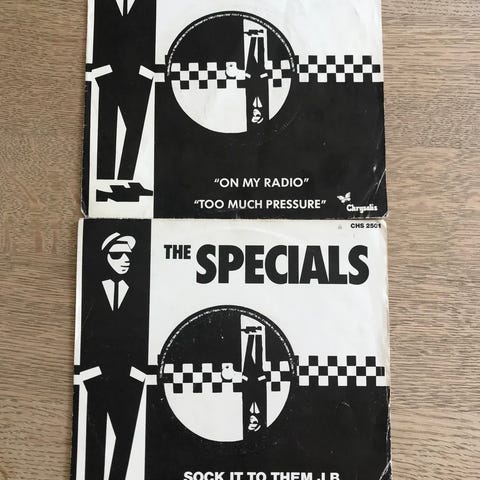 "ON MY RADIO"
"TOO MUCH PRESSURE"
Chrysalis
CHS 2501
THE SPECIALS
SOCK IT TO THEM J.B.